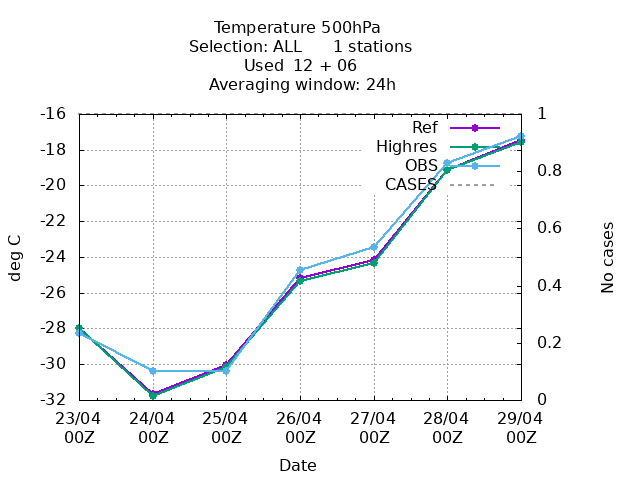 Temperature 500hPa
Selection: ALL      1 stations
Used  12 + 06
Averaging window: 24h
-16
-18
-20
-22
-24
-26
-28
-30
-32
deg C
1
0.8
0.6
0.4
0.2
0
No cases
Ref
Highres
OBS
CASES
23/04 24/04 25/04 26/04 27/04 28/04 29/04
00Z 00Z 00Z 00Z 00Z 00Z 00Z
Date